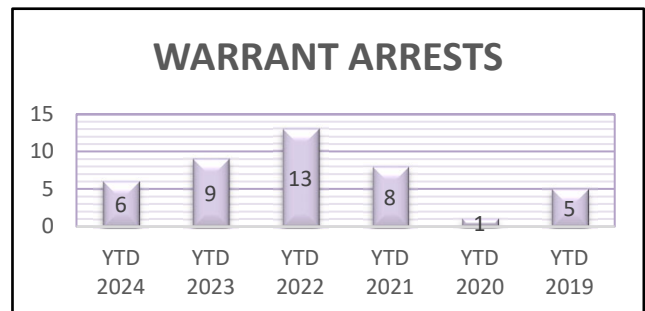 WARRANT ARRESTS
15
10
5
0
6
9
13
8
1
5
YTD 2024
YTD 2023
YTD 2022
YTD 2021
YTD 2020
YTD 2019